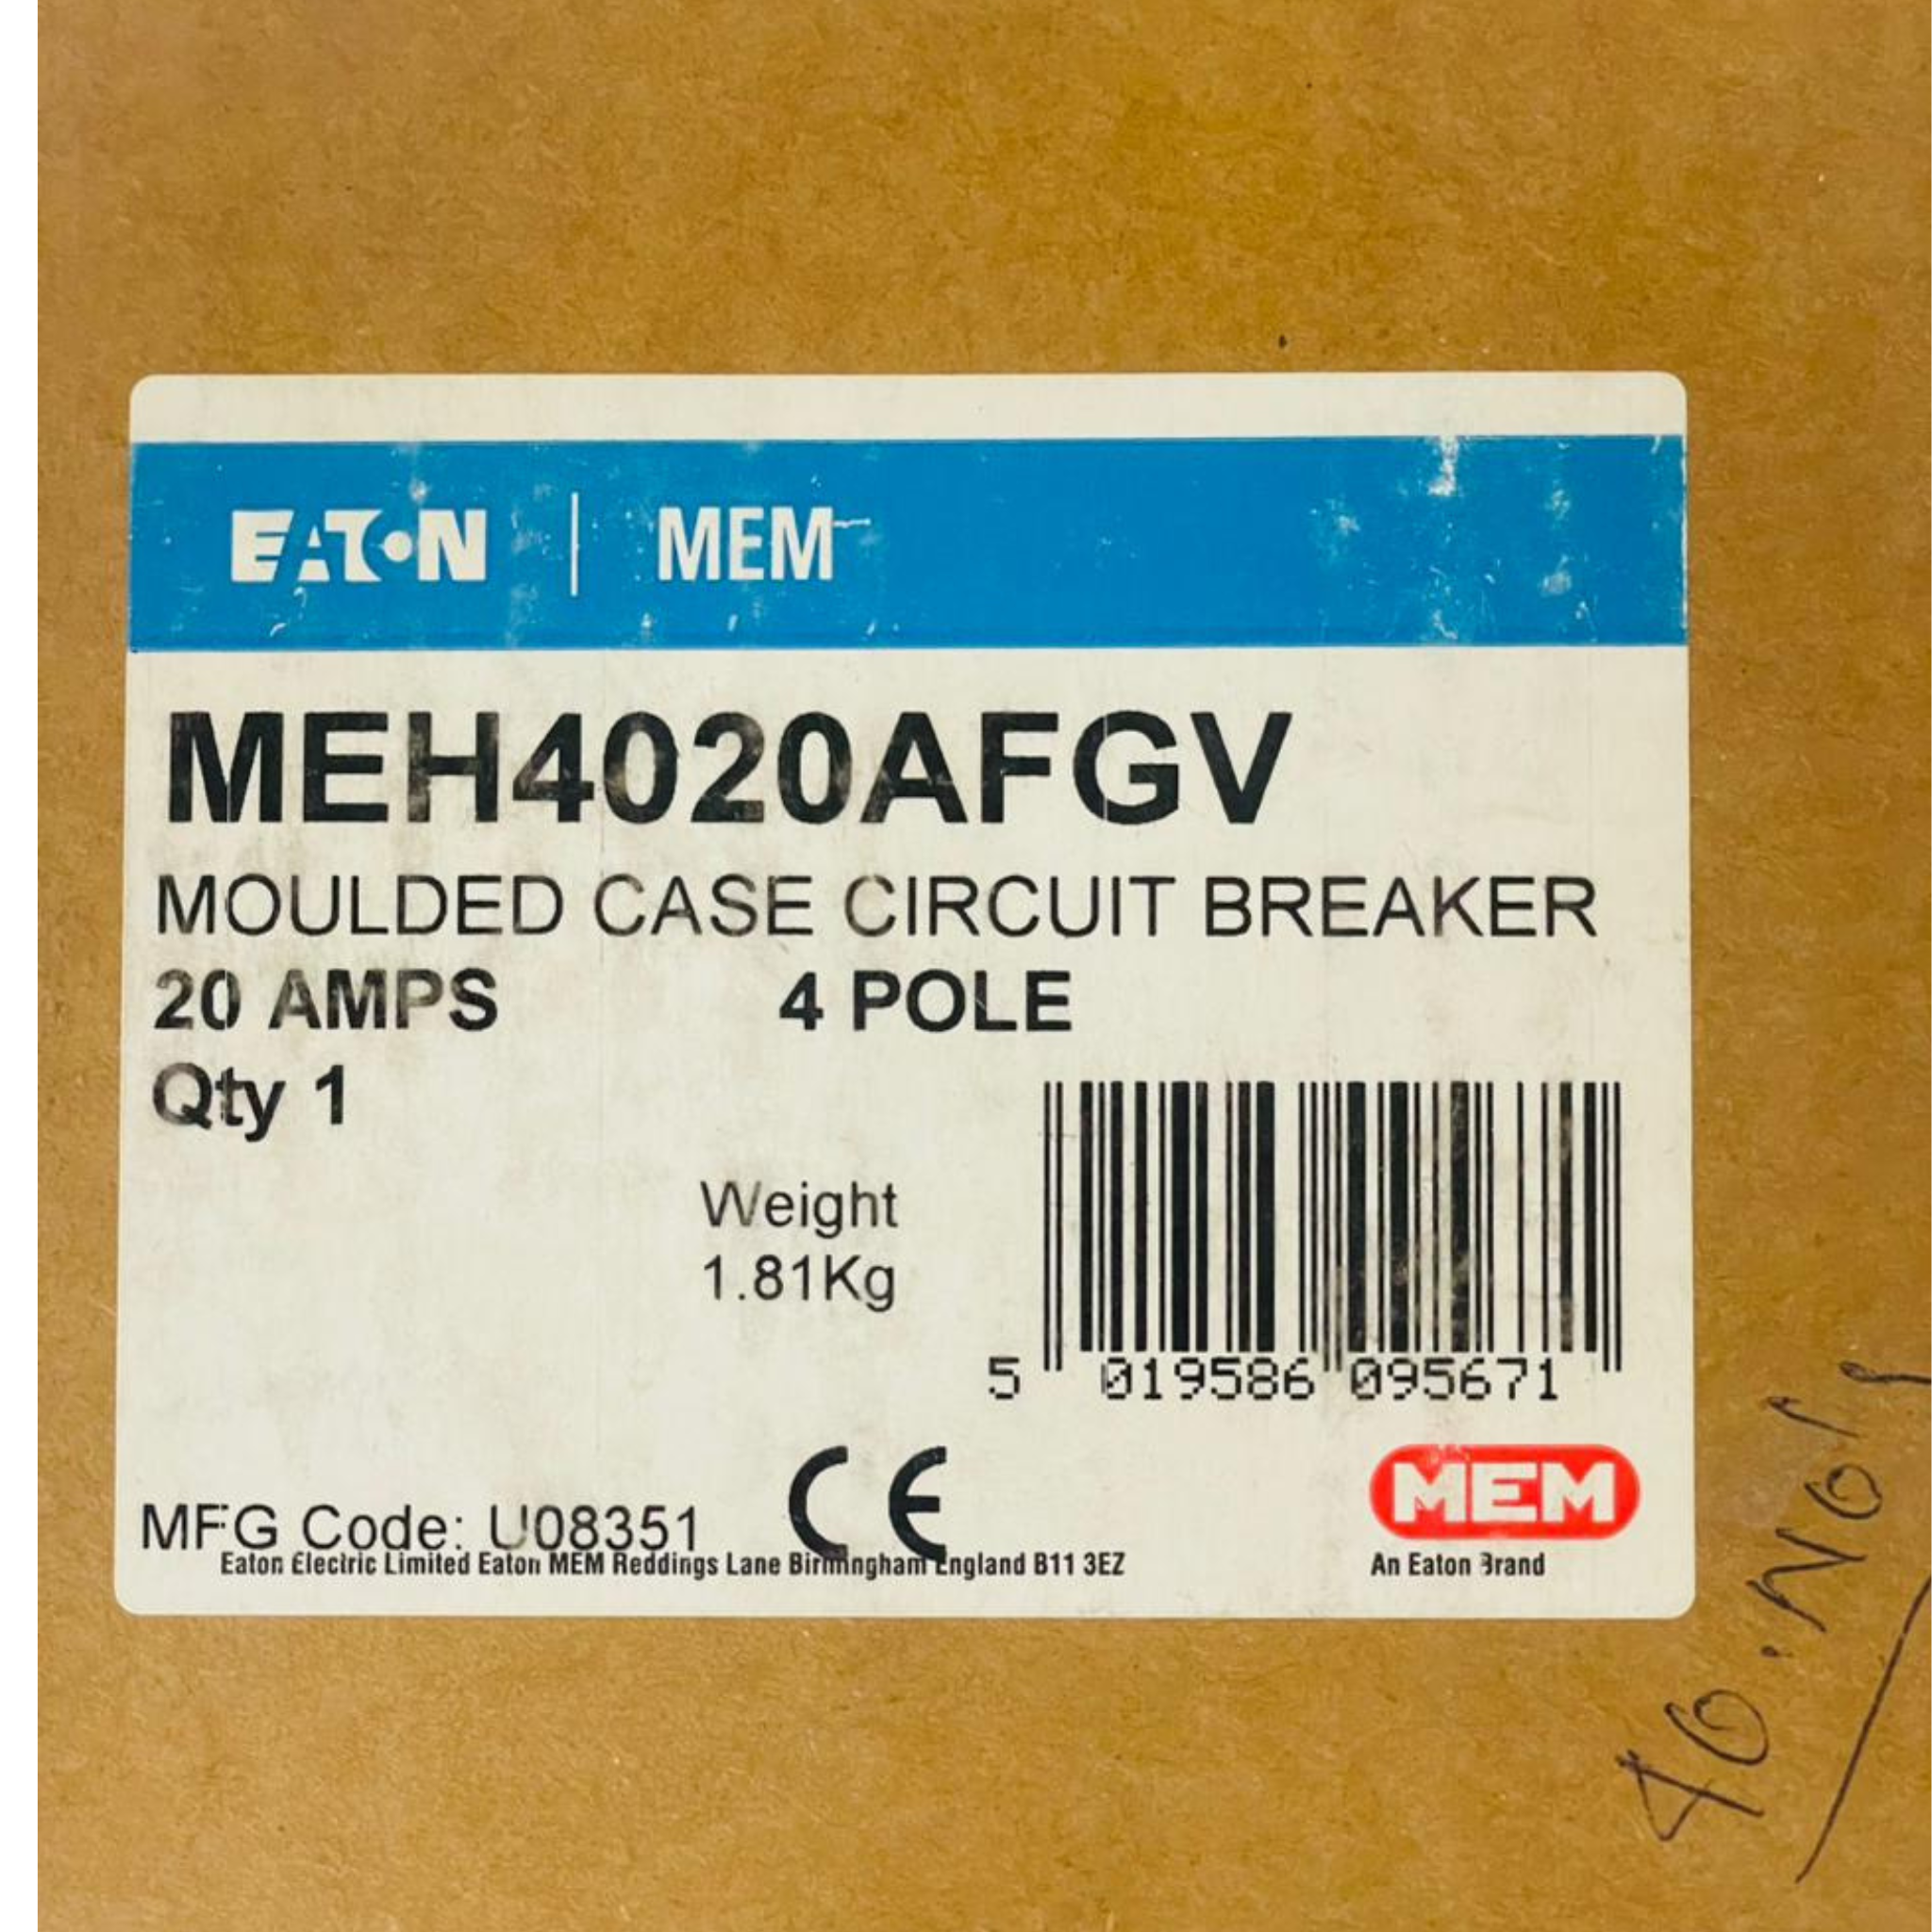 EATON | MEM
MEH4020AFGV
MOULDED CASE CIRCUIT BREAKER
20 AMPS 4 POLE
Qty 1
Weight
1.81Kg
5 019586 095671
MFG Code: U08351 CE
Eaton Electric Limited Eaton MEM Reddings Lane Birmingham England B11 3EZ
MEM
An Eaton Brand
40.Nos